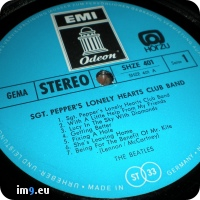 EMI
Odeon
HÖRZU
GEMA
STEREO
SHZE 401
SHZE 401 A
Seite 1
SGT. PEPPER'S LONELY HEARTS CLUB BAND
1. Sgt. Pepper's Lonely Hearts Club Band
2. With A Little Help From My Friends
3. Lucy In The Sky With Diamonds
4. Getting Better
5. Fixing A Hole
6. She's Leaving Home
7. Being For The Benefit Of Mr. Kite
(Lennon / McCartney)
THE BEATLES
ST 33
MADE IN GERMANY
im9.eu